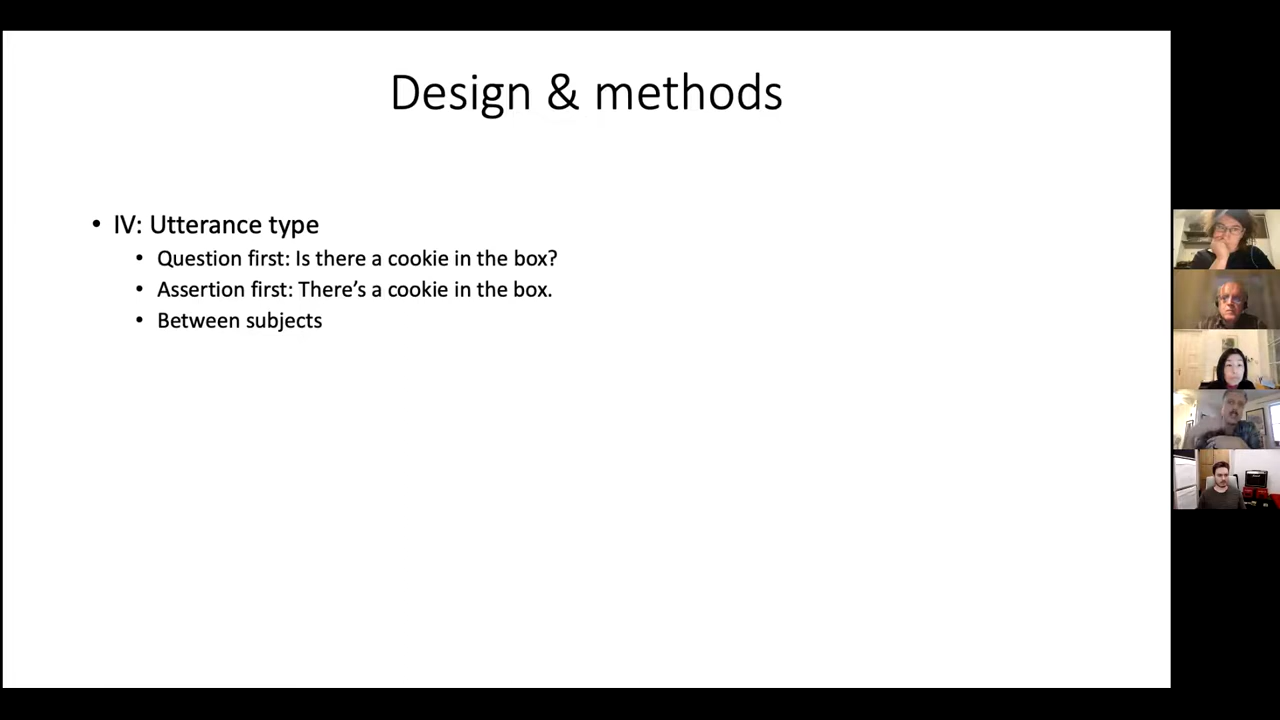 Design & methods
• IV: Utterance type
• Question first: Is there a cookie in the box?
• Assertion first: There’s a cookie in the box.
• Between subjects